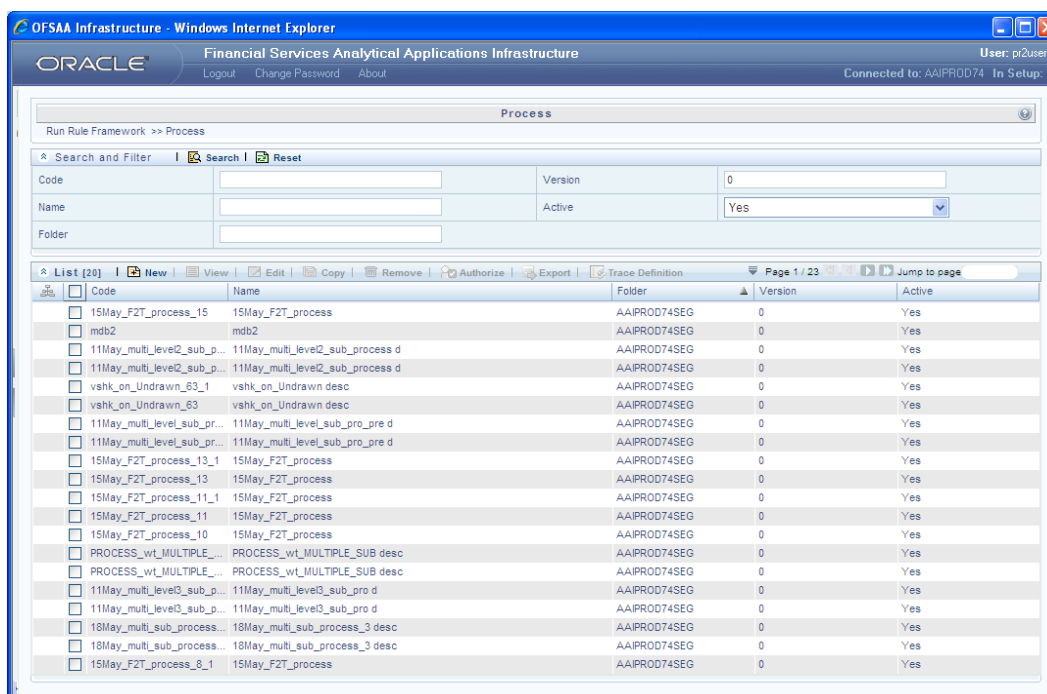 OFSAA Infrastructure - Windows Internet Explorer
ORACLE
Financial Services Analytical Applications Infrastructure
User: pr2user
Logout Change Password About
Connected to: AAIPROD74 In Setup:
Process
Run Rule Framework >> Process
Search and Filter | Search | Reset
Code Version 0
Name Active Yes
Folder
List [20] | New | View | Edit | Copy | Remove | Authorize | Export | Trace Definition Page 1 / 23 Jump to page
Code Name Folder Version Active
15May_F2T_process_15 15May_F2T_process AAIPROD74SEG 0 Yes
mdb2 mdb2 AAIPROD74SEG 0 Yes
11May_multi_level2_sub_p... 11May_multi_level2_sub_process d AAIPROD74SEG 0 Yes
11May_multi_level2_sub_p... 11May_multi_level2_sub_process d AAIPROD74SEG 0 Yes
vshk_on_Undrawn_63_1 vshk_on_Undrawn desc AAIPROD74SEG 0 Yes
vshk_on_Undrawn_63 vshk_on_Undrawn desc AAIPROD74SEG 0 Yes
11May_multi_level_sub_pr... 11May_multi_level_sub_pro_pre d AAIPROD74SEG 0 Yes
11May_multi_level_sub_pr... 11May_multi_level_sub_pro_pre d AAIPROD74SEG 0 Yes
15May_F2T_process_13_1 15May_F2T_process AAIPROD74SEG 0 Yes
15May_F2T_process_13 15May_F2T_process AAIPROD74SEG 0 Yes
15May_F2T_process_11_1 15May_F2T_process AAIPROD74SEG 0 Yes
15May_F2T_process_11 15May_F2T_process AAIPROD74SEG 0 Yes
15May_F2T_process_10 15May_F2T_process AAIPROD74SEG 0 Yes
PROCESS_wt_MULTIPLE_... PROCESS_wt_MULTIPLE_SUB desc AAIPROD74SEG 0 Yes
PROCESS_wt_MULTIPLE_... PROCESS_wt_MULTIPLE_SUB desc AAIPROD74SEG 0 Yes
11May_multi_level3_sub_p... 11May_multi_level3_sub_pro d AAIPROD74SEG 0 Yes
11May_multi_level3_sub_p... 11May_multi_level3_sub_pro d AAIPROD74SEG 0 Yes
18May_multi_sub_process... 18May_multi_sub_process_3 desc AAIPROD74SEG 0 Yes
18May_multi_sub_process... 18May_multi_sub_process_3 desc AAIPROD74SEG 0 Yes
15May_F2T_process_8_1 15May_F2T_process AAIPROD74SEG 0 Yes